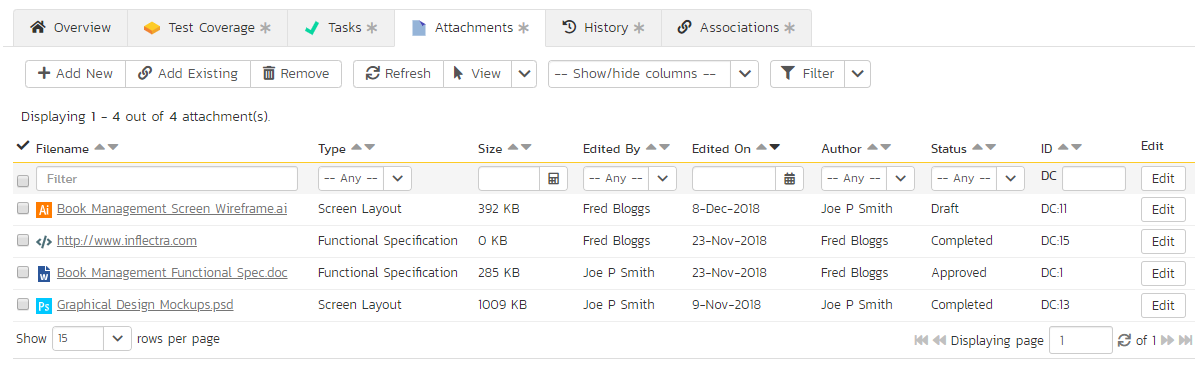 Overview Test Coverage Tasks Attachments History Associations
Add New Add Existing Remove Refresh View -- Show/hide columns -- Filter
Displaying 1 - 4 out of 4 attachment(s).
Filename Type Size Edited By Edited On Author Status ID Edit
Filter -- Any -- -- Any -- -- Any -- -- Any -- DC Edit
Ai Book Management Screen Wireframe.ai Screen Layout 392 KB Fred Bloggs 8-Dec-2018 Joe P Smith Draft DC:11 Edit
</> http://www.inflectra.com Functional Specification 0 KB Fred Bloggs 23-Nov-2018 Fred Bloggs Completed DC:15 Edit
W Book Management Functional Spec.doc Functional Specification 285 KB Joe P Smith 23-Nov-2018 Fred Bloggs Approved DC:1 Edit
Ps Graphical Design Mockups.psd Screen Layout 1009 KB Joe P Smith 9-Nov-2018 Joe P Smith Completed DC:13 Edit
Show 15 rows per page Displaying page 1 of 1